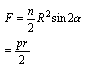 F = n/2 R² sin 2α
= pr/2